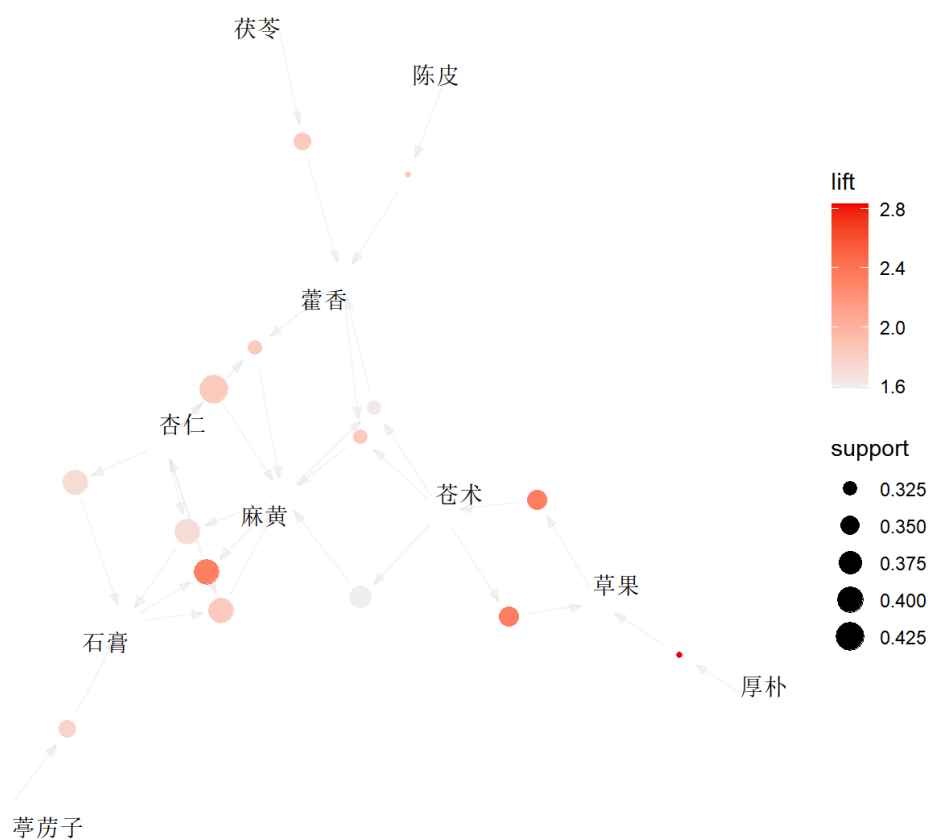 茯苓
陈皮
藿香
杏仁
麻黄
苍术
草果
石膏
厚朴
葶苈子
lift
2.8
2.4
2.0
1.6
support
0.325
0.350
0.375
0.400
0.425